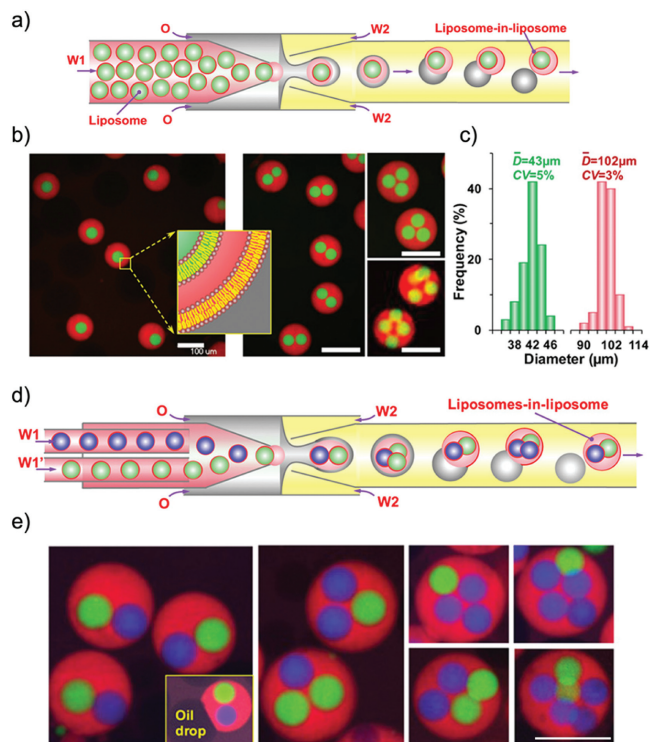 a)
O
W2
Liposome-in-liposome
W1
Liposome
O
W2
b)
100 um
c)
D̄=43μm
CV=5%
D̄=102μm
CV=3%
Frequency (%)
40
20
0
38 42 46
90 102 114
Diameter (μm)
d)
O
W2
Liposomes-in-liposome
W1
W1'
O
W2
e)
Oil
drop